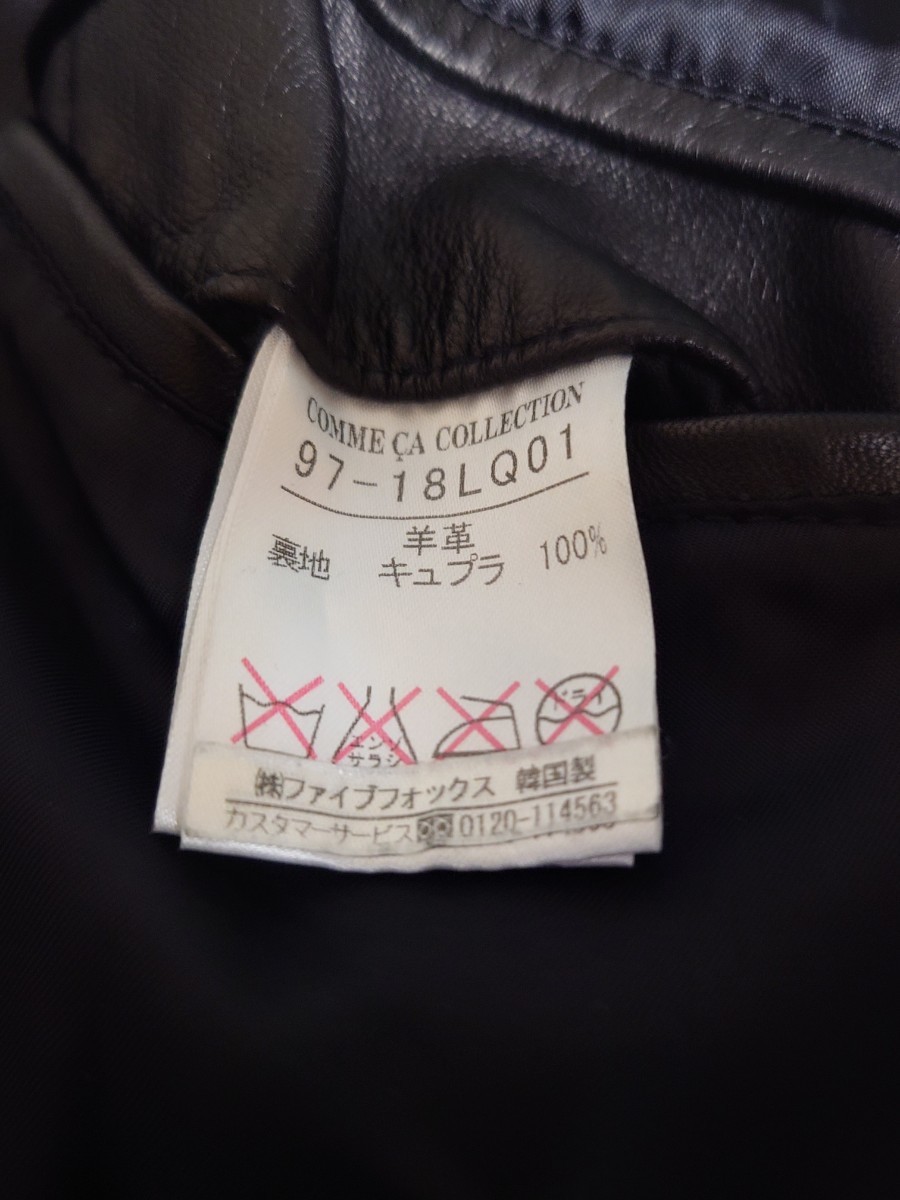 COMME ÇA COLLECTION
97-18LQ01
羊革
裏地 キュプラ 100%
エンソ
サラシ
ドライ
㈱ファイブフォックス 韓国製
カスタマーサービス 0120-114563